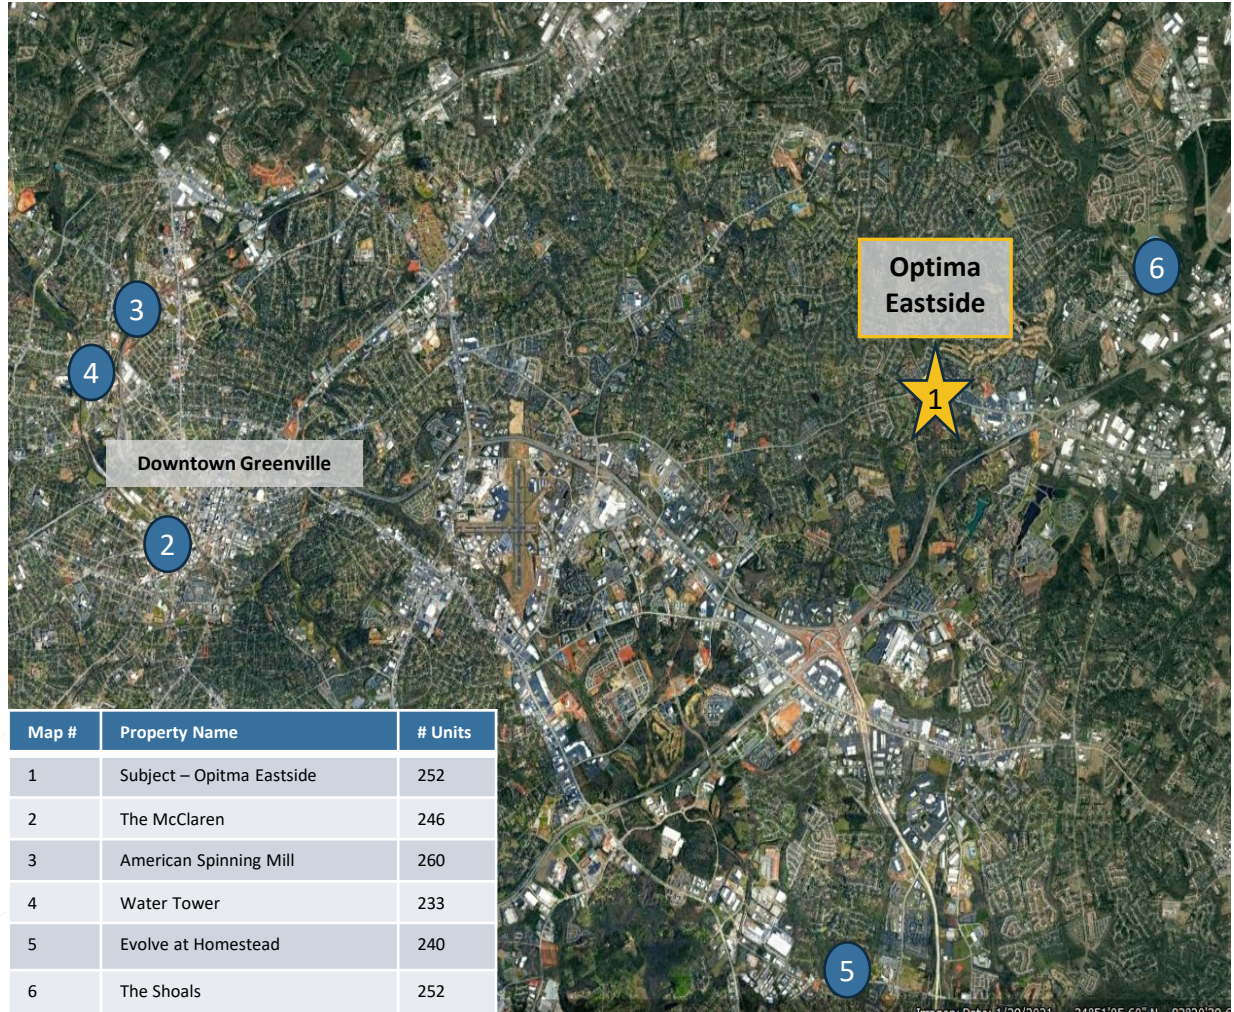 Optima
Eastside
6
3
4
1
Downtown Greenville
2
Map # Property Name # Units
1 Subject – Opitma Eastside 252
2 The McClaren 246
3 American Spinning Mill 260
4 Water Tower 233
5 Evolve at Homestead 240
6 The Shoals 252
5